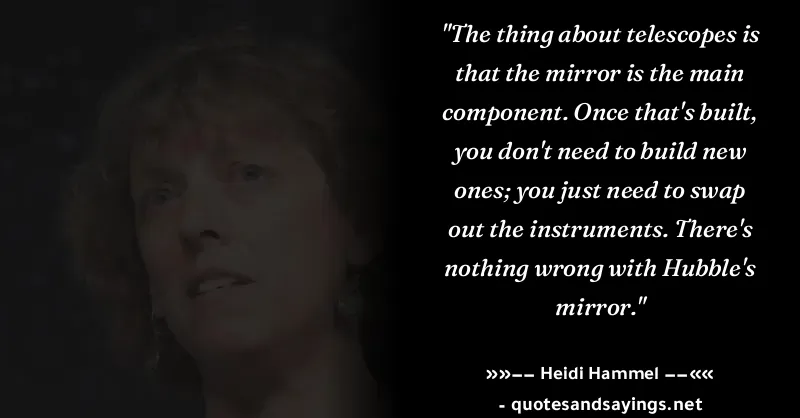 "The thing about telescopes is
that the mirror is the main
component. Once that's built,
you don't need to build new
ones; you just need to swap
out the instruments. There's
nothing wrong with Hubble's
mirror."
»»−− Heidi Hammel −−««
- quotesandsayings.net